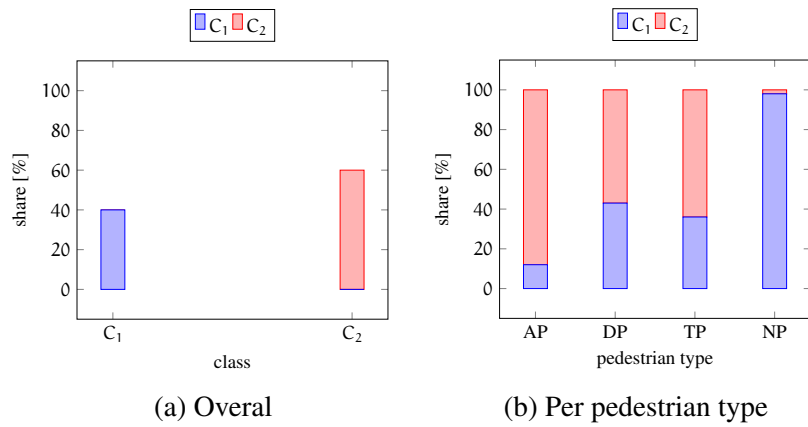 C₁ C₂
share [%]
100
80
60
40
20
0
C₁ C₂
class
(a) Overal
C₁ C₂
share [%]
100
80
60
40
20
0
AP DP TP NP
pedestrian type
(b) Per pedestrian type